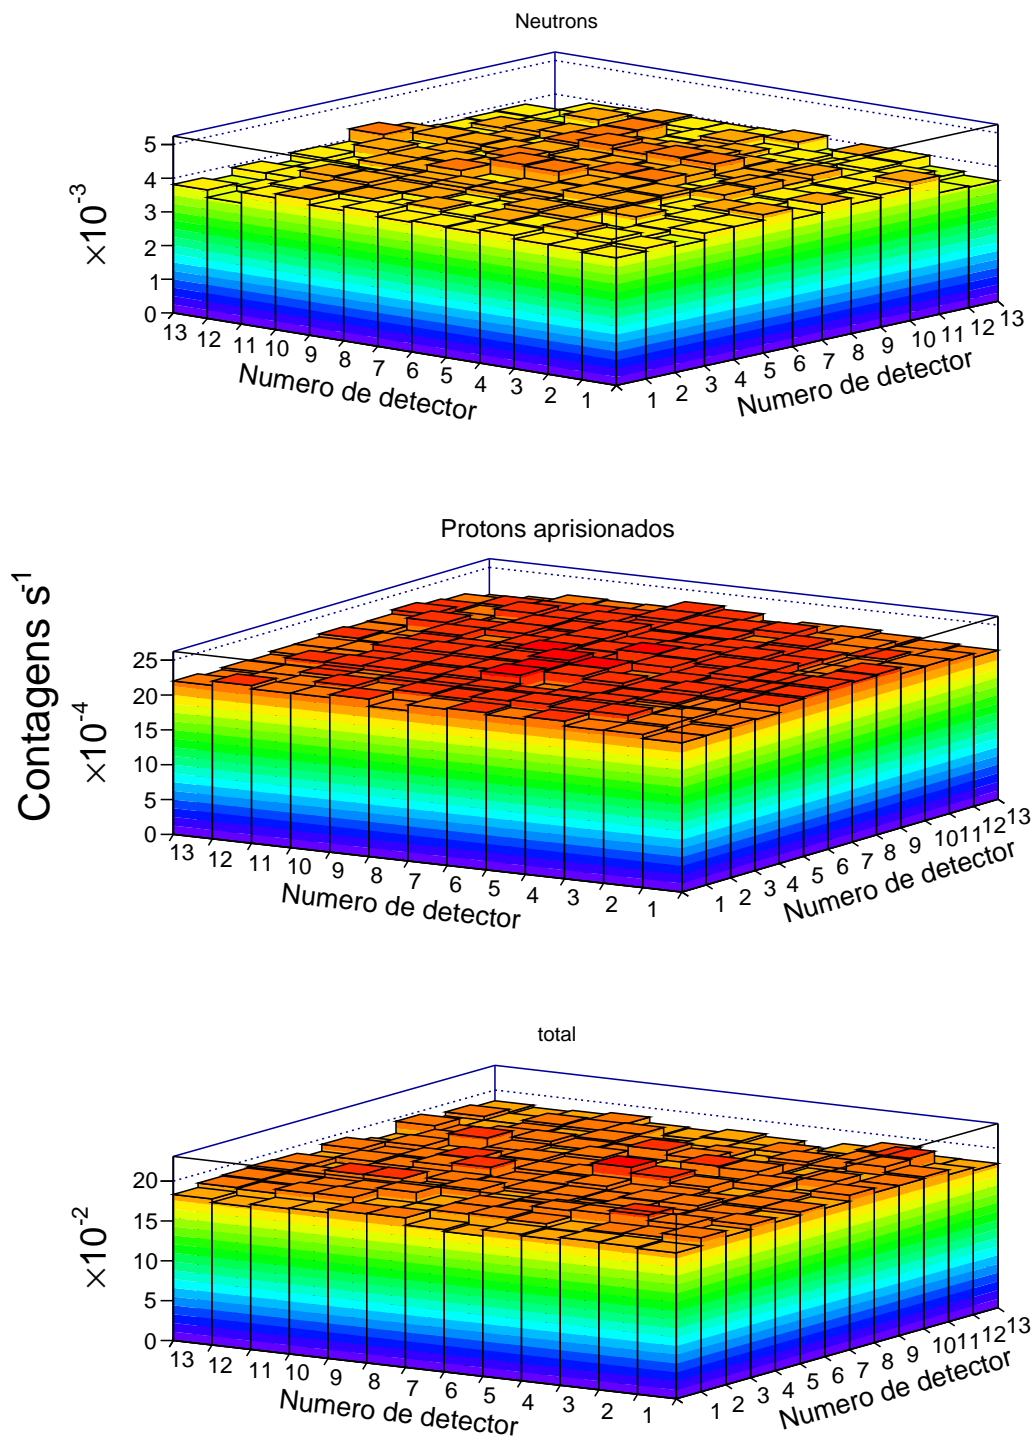 Neutrons
5
4
3
2
1
0
×10-3
13 12 11 10 9 8 7 6 5 4 3 2 1
1 2 3 4 5 6 7 8 9 10 11 12 13
Numero de detector
Numero de detector
Protons aprisionados
Contagens s-1
25
20
15
10
5
0
×10-4
13 12 11 10 9 8 7 6 5 4 3 2 1
1 2 3 4 5 6 7 8 9 10 11 12 13
Numero de detector
Numero de detector
total
20
15
10
5
0
×10-2
13 12 11 10 9 8 7 6 5 4 3 2 1
1 2 3 4 5 6 7 8 9 10 11 12 13
Numero de detector
Numero de detector